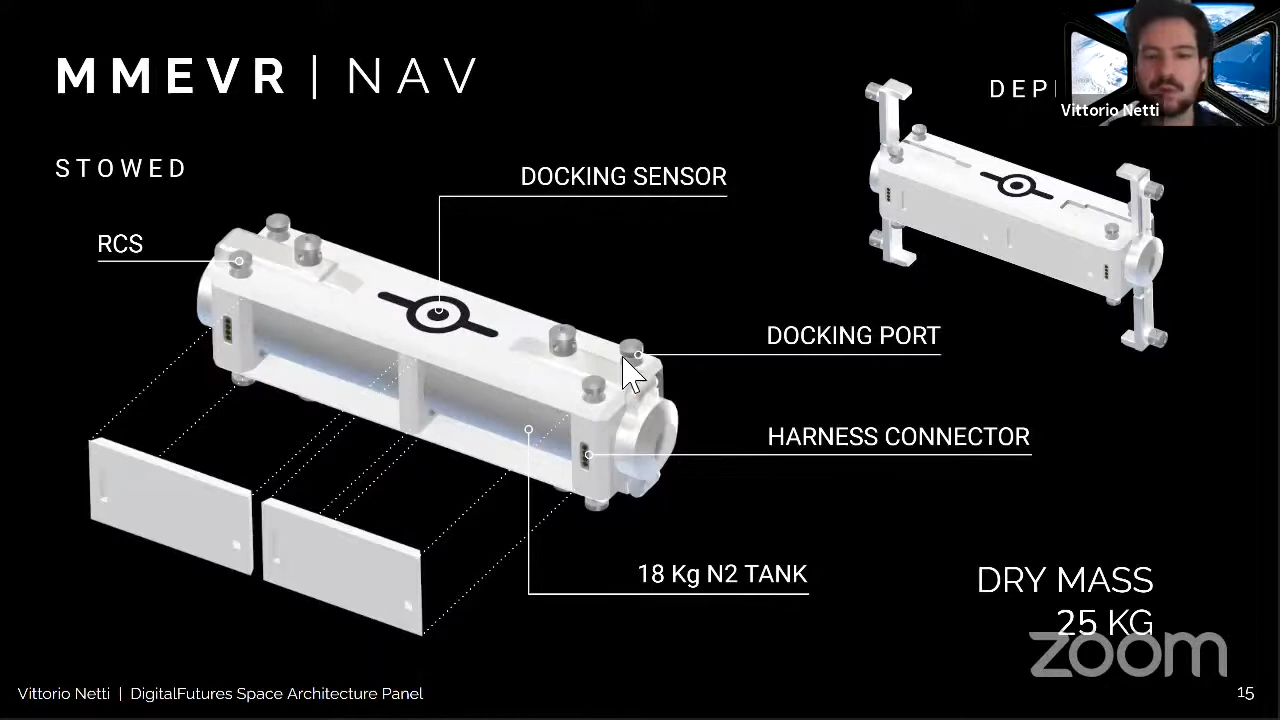 MMEVR | NAV
DEP
Vittorio Netti
STOWED
DOCKING SENSOR
RCS
DOCKING PORT
HARNESS CONNECTOR
18 Kg N2 TANK
DRY MASS
25 KG
zoom
Vittorio Netti | DigitalFutures Space Architecture Panel
15